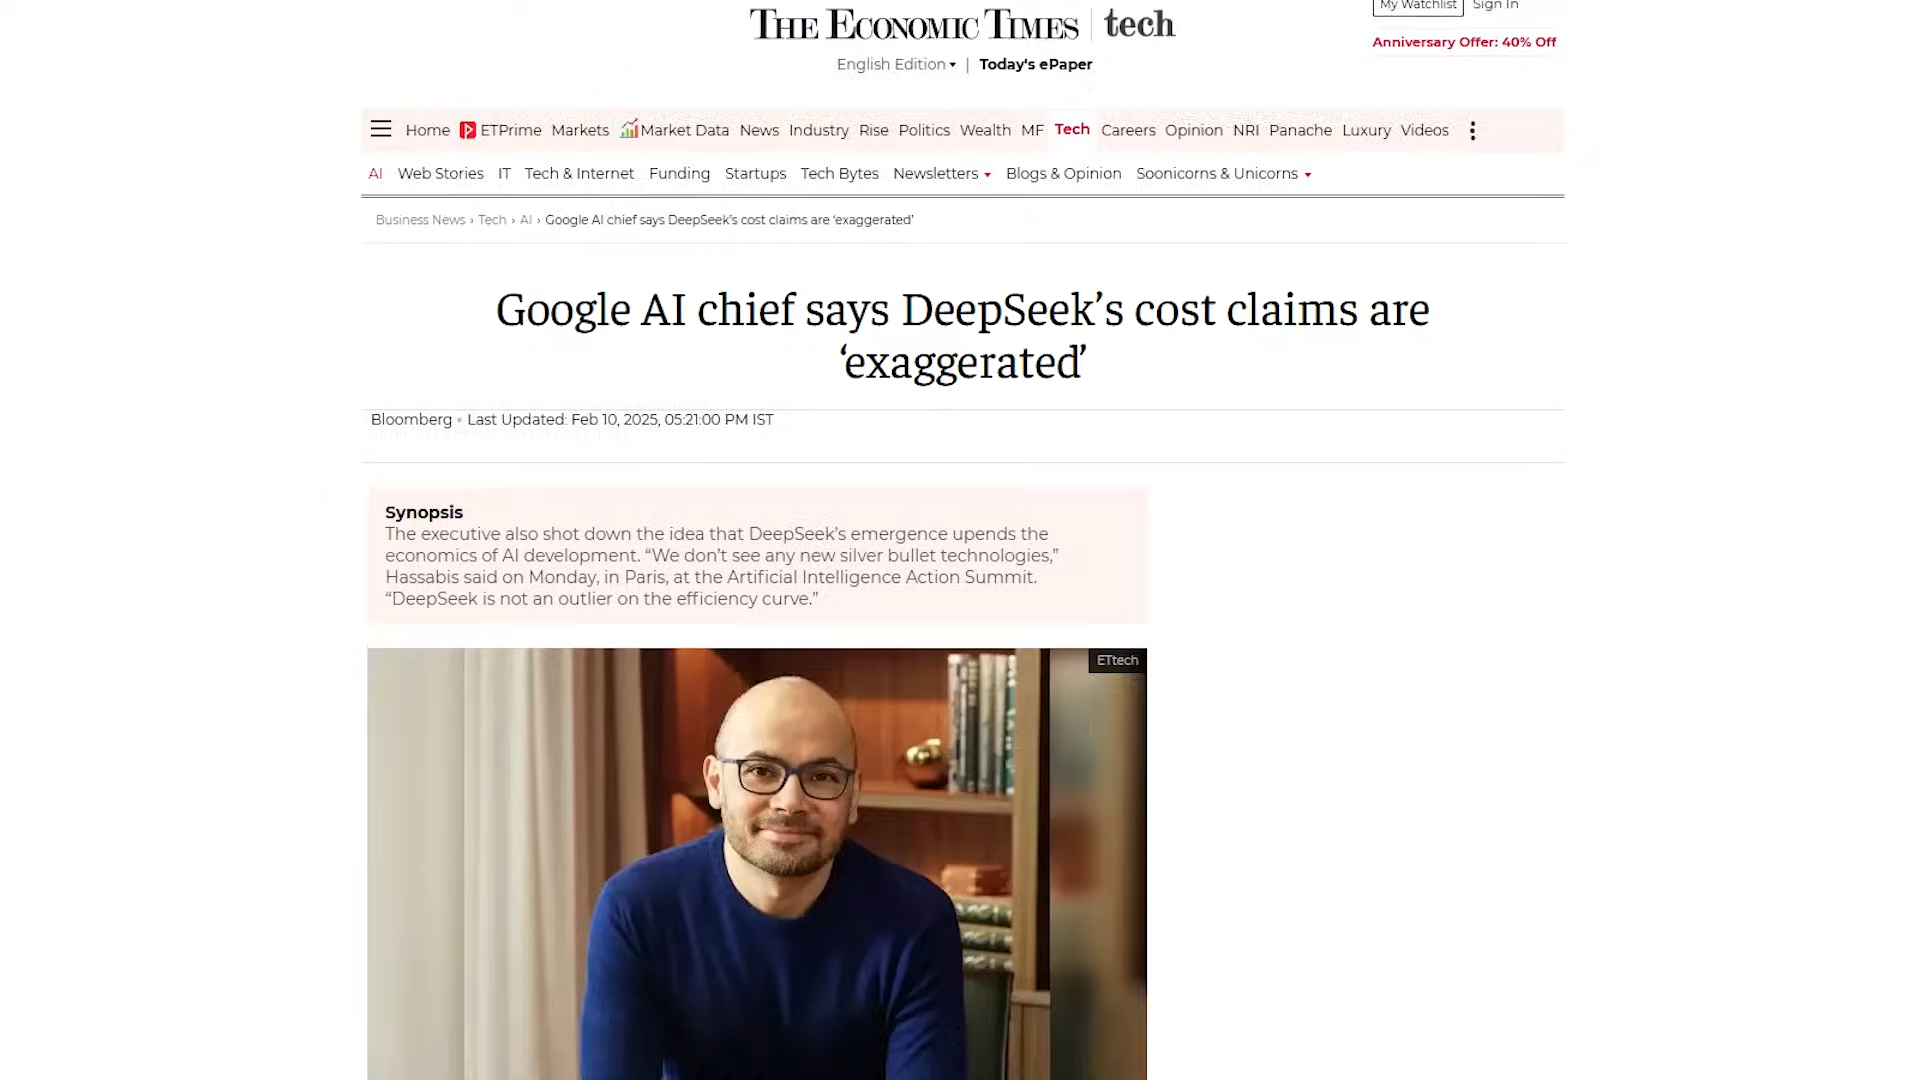 THE ECONOMIC TIMES | tech
My Watchlist Sign In
Anniversary Offer: 40% Off
English Edition | Today's ePaper
Home ETPrime Markets Market Data News Industry Rise Politics Wealth MF Tech Careers Opinion NRI Panache Luxury Videos
AI Web Stories IT Tech & Internet Funding Startups Tech Bytes Newsletters Blogs & Opinion Soonicorns & Unicorns
Business News › Tech › AI › Google AI chief says DeepSeek’s cost claims are ‘exaggerated’
Google AI chief says DeepSeek’s cost claims are
‘exaggerated’
Bloomberg • Last Updated: Feb 10, 2025, 05:21:00 PM IST
Synopsis
The executive also shot down the idea that DeepSeek’s emergence upends the
economics of AI development. “We don’t see any new silver bullet technologies,”
Hassabis said on Monday, in Paris, at the Artificial Intelligence Action Summit.
“DeepSeek is not an outlier on the efficiency curve.”
ETtech